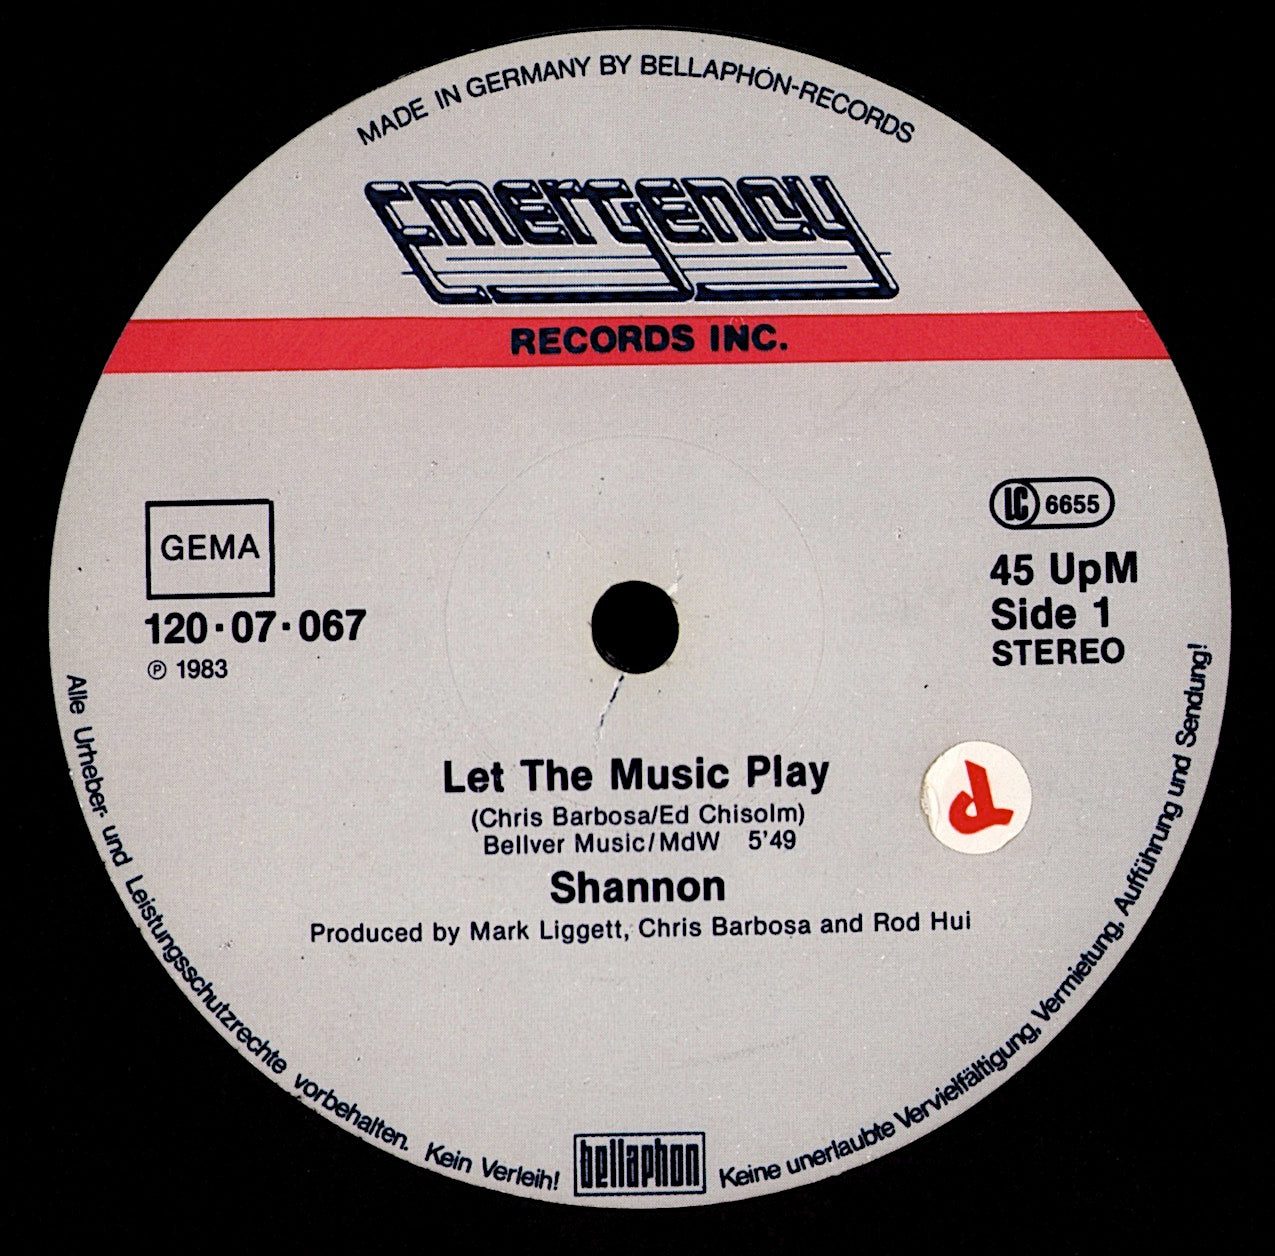 MADE IN GERMANY BY BELLAPHON-RECORDS
Emergency
RECORDS INC.
GEMA
120·07·067
℗ 1983
LC 6655
45 UpM
Side 1
STEREO
Let The Music Play
(Chris Barbosa/Ed Chisolm)
Bellver Music/MdW 5'49
Shannon
Produced by Mark Liggett, Chris Barbosa and Rod Hui
d
Alle Urheber- und Leistungsschutzrechte vorbehalten. Kein Verleih!
bellaphon
Keine unerlaubte Vervielfältigung, Vermietung, Aufführung und Sendung!